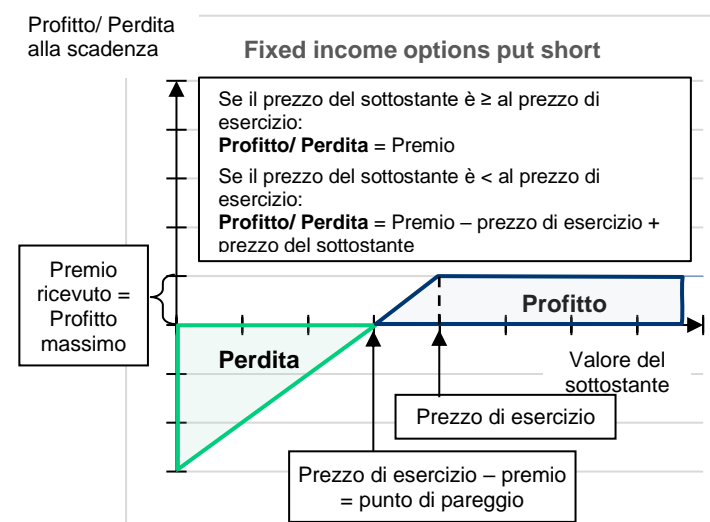 Profitto/ Perdita
alla scadenza
Fixed income options put short
Se il prezzo del sottostante è ≥ al prezzo di
esercizio:
Profitto/ Perdita = Premio
Se il prezzo del sottostante è < al prezzo di
esercizio:
Profitto/ Perdita = Premio – prezzo di esercizio +
prezzo del sottostante
Premio
ricevuto =
Profitto
massimo
Profitto
Perdita
Valore del
sottostante
Prezzo di esercizio
Prezzo di esercizio – premio
= punto di pareggio